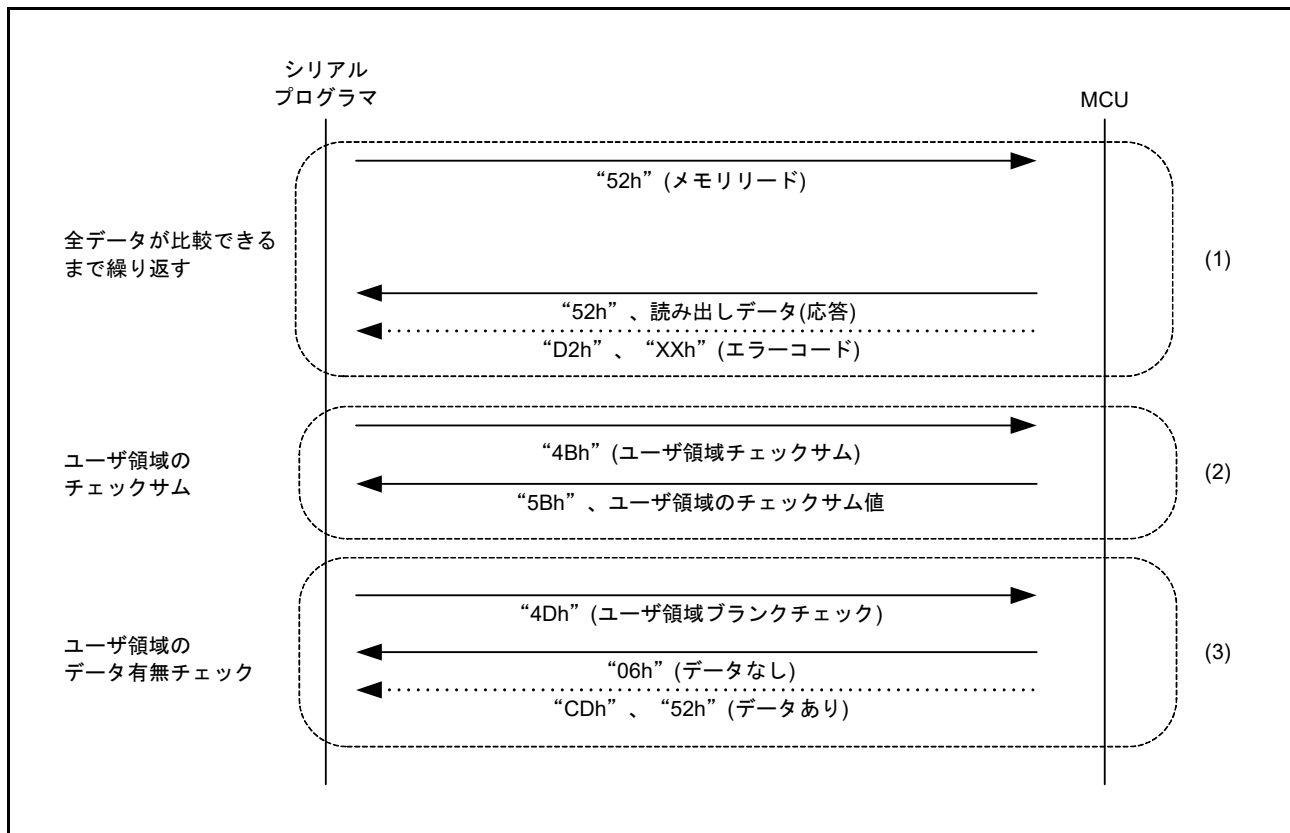 シリアル
プログラマ
MCU
“52h” (メモリリード)
全データが比較できる
まで繰り返す
(1)
“52h” 、読み出しデータ(応答)
“D2h” 、 “XXh” (エラーコード)
“4Bh” (ユーザ領域チェックサム)
ユーザ領域の
チェックサム
(2)
“5Bh” 、ユーザ領域のチェックサム値
“4Dh” (ユーザ領域ブランクチェック)
ユーザ領域の
データ有無チェック
(3)
“06h” (データなし)
“CDh” 、 “52h” (データあり)